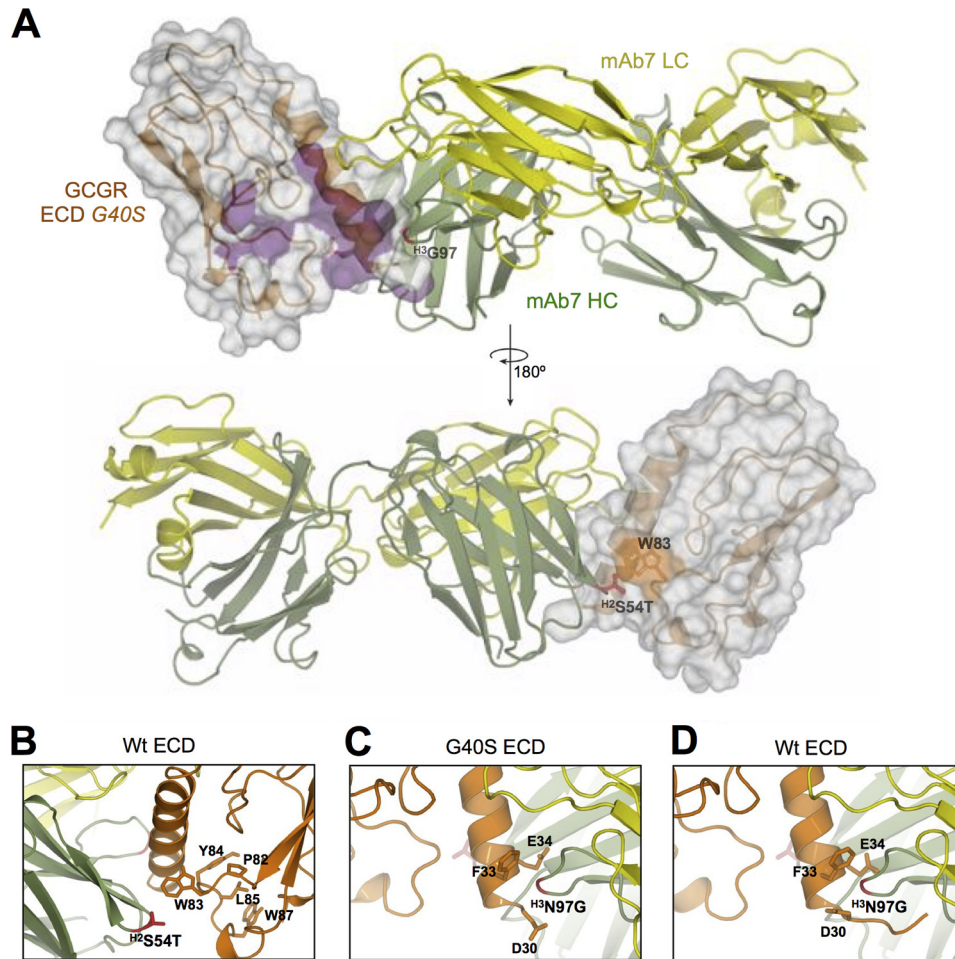 A
mAb7 LC
GCGR
ECD G40S
H3G97
mAb7 HC
180º
W83
H2S54T
B
Wt ECD
Y84
P82
W83
L85
W87
H2S54T
C
G40S ECD
E34
F33
H3N97G
D30
D
Wt ECD
E34
F33
H3N97G
D30